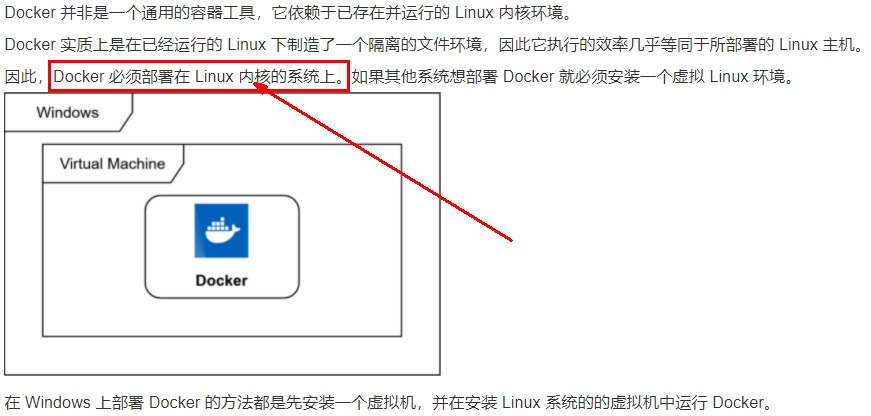 Docker 并非是一个通用的容器工具，它依赖于已存在并运行的 Linux 内核环境。
Docker 实质上是在已经运行的 Linux 下制造了一个隔离的文件环境，因此它执行的效率几乎等同于所部署的 Linux 主机。
因此，Docker 必须部署在 Linux 内核的系统上。如果其他系统想部署 Docker 就必须安装一个虚拟 Linux 环境。
Windows
Virtual Machine
Docker
在 Windows 上部署 Docker 的方法都是先安装一个虚拟机，并在安装 Linux 系统的的虚拟机中运行 Docker。